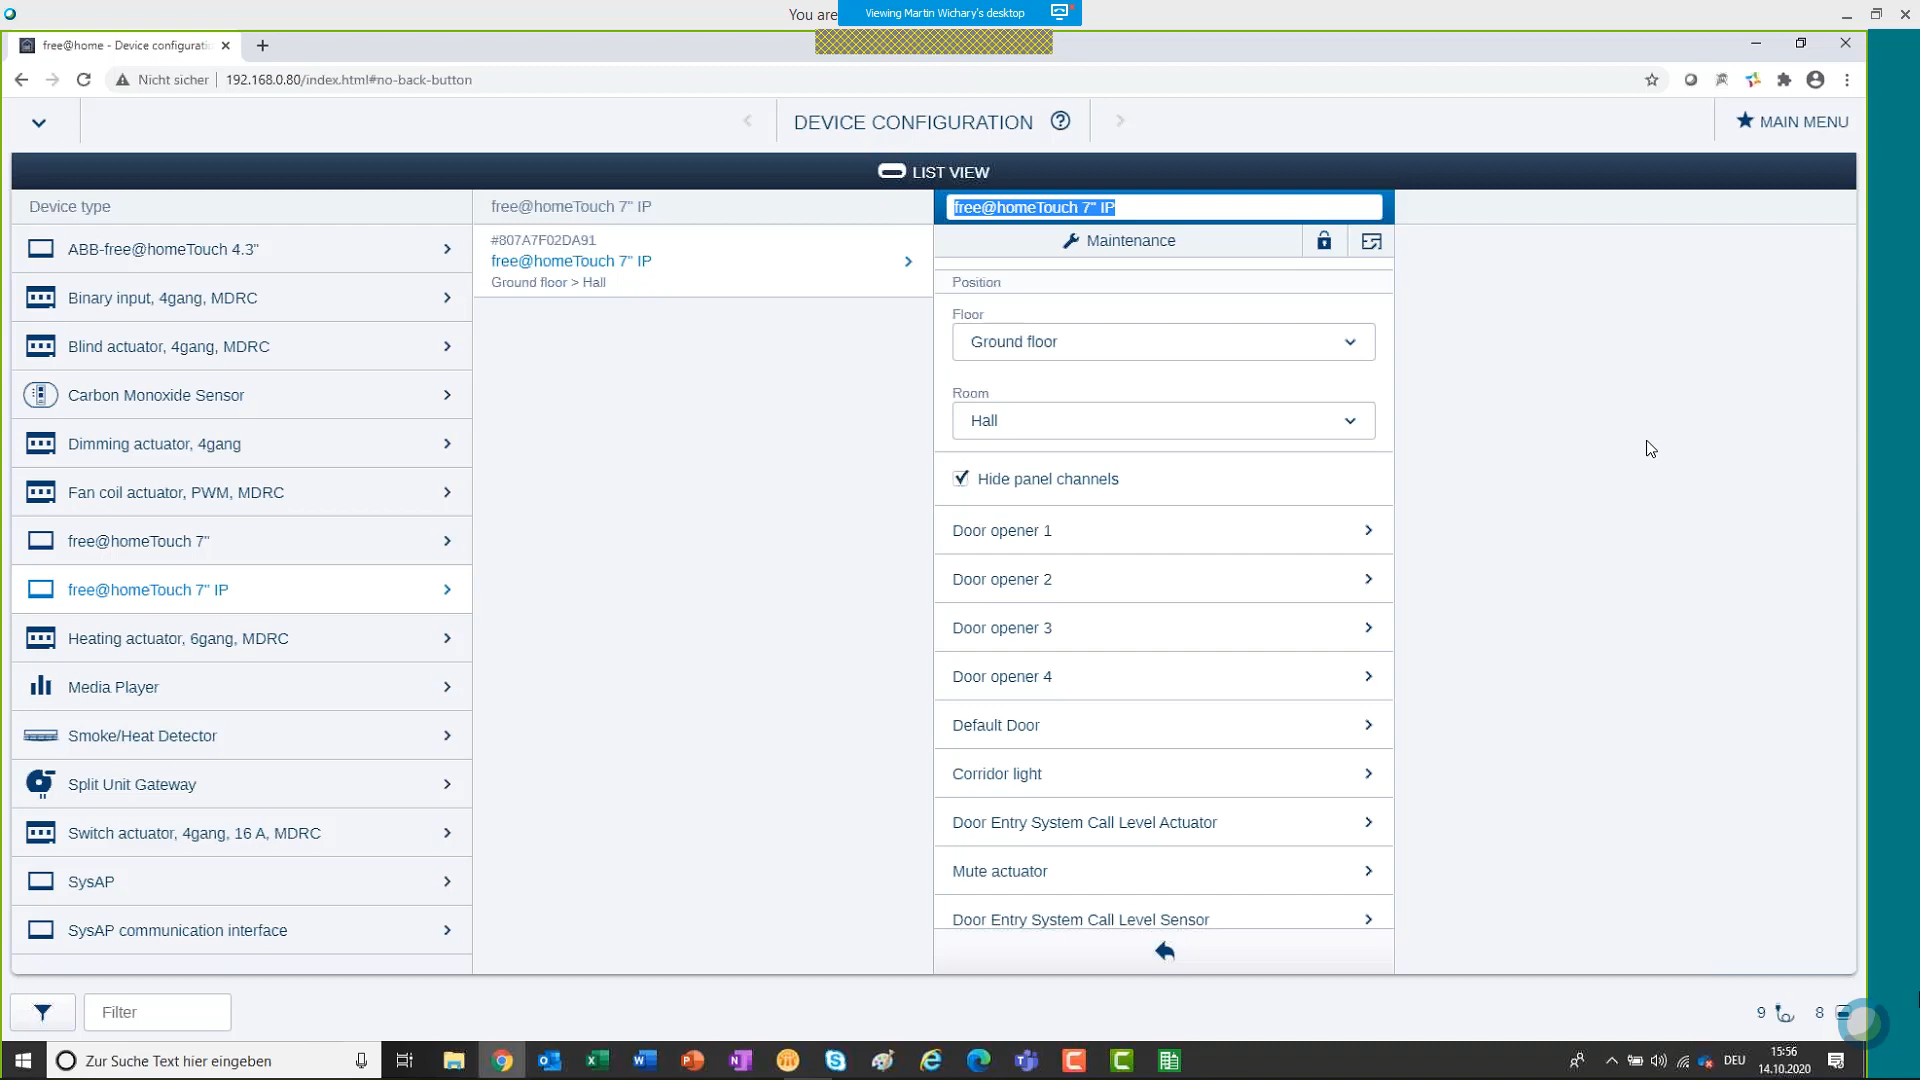 You are
Viewing Martin Wichary's desktop
free@home - Device configurati
Nicht sicher
192.168.0.80/index.html#no-back-button
DEVICE CONFIGURATION
MAIN MENU
LIST VIEW
Device type
ABB-free@homeTouch 4.3"
Binary input, 4gang, MDRC
Blind actuator, 4gang, MDRC
Carbon Monoxide Sensor
Dimming actuator, 4gang
Fan coil actuator, PWM, MDRC
free@homeTouch 7"
free@homeTouch 7" IP
Heating actuator, 6gang, MDRC
Media Player
Smoke/Heat Detector
Split Unit Gateway
Switch actuator, 4gang, 16 A, MDRC
SysAP
SysAP communication interface
free@homeTouch 7" IP
#807A7F02DA91
free@homeTouch 7" IP
Ground floor > Hall
free@homeTouch 7" IP
Maintenance
Position
Floor
Ground floor
Room
Hall
Hide panel channels
Door opener 1
Door opener 2
Door opener 3
Door opener 4
Default Door
Corridor light
Door Entry System Call Level Actuator
Mute actuator
Door Entry System Call Level Sensor
Filter
9
8
Zur Suche Text hier eingeben
DEU
15:56
14.10.2020